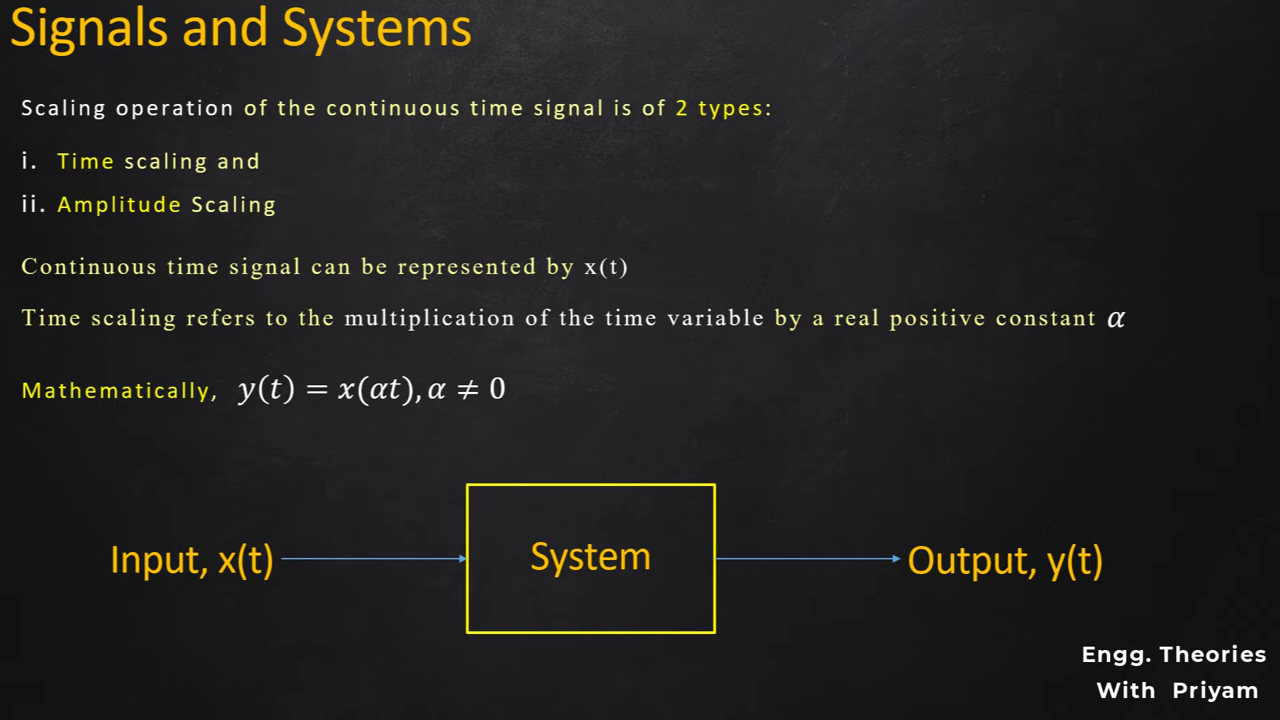 Signals and Systems
Scaling operation of the continuous time signal is of 2 types:
i. Time scaling and
ii. Amplitude Scaling
Continuous time signal can be represented by x(t)
Time scaling refers to the multiplication of the time variable by a real positive constant α
Mathematically, y(t) = x(αt), α ≠ 0
Input, x(t)
System
Output, y(t)
Engg. Theories
With Priyam